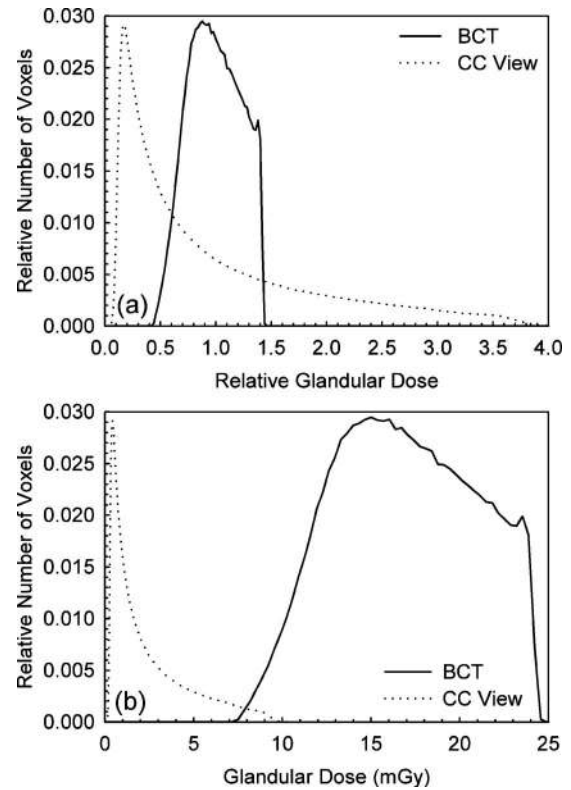 0.030
0.025
0.020
0.015
0.010
0.005
0.000
Relative Number of Voxels
BCT
CC View
(a)
0.0 0.5 1.0 1.5 2.0 2.5 3.0 3.5 4.0
Relative Glandular Dose
0.030
0.025
0.020
0.015
0.010
0.005
0.000
Relative Number of Voxels
BCT
CC View
(b)
0 5 10 15 20 25
Glandular Dose (mGy)